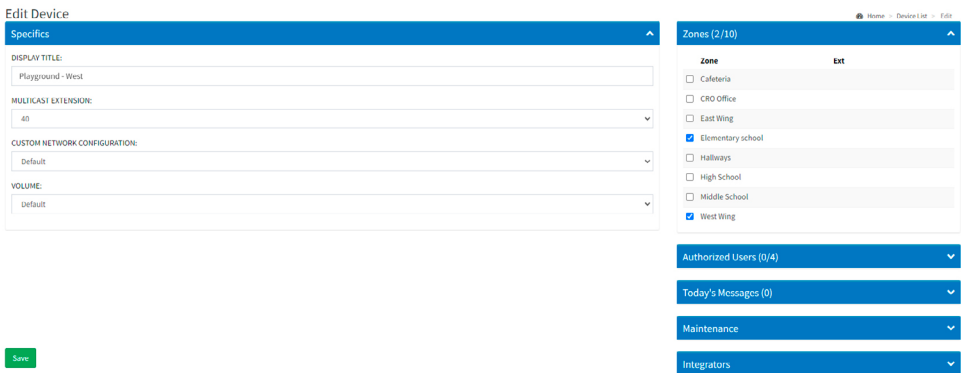 Edit Device
Home > Device List > Edit
Specifics
DISPLAY TITLE:
Playground - West
MULTICAST EXTENSION:
40
CUSTOM NETWORK CONFIGURATION:
Default
VOLUME:
Default
Save
Zones (2/10)
Zone Ext
Cafeteria
CRO Office
East Wing
Elementary school
Hallways
High School
Middle School
West Wing
Authorized Users (0/4)
Today's Messages (0)
Maintenance
Integrators